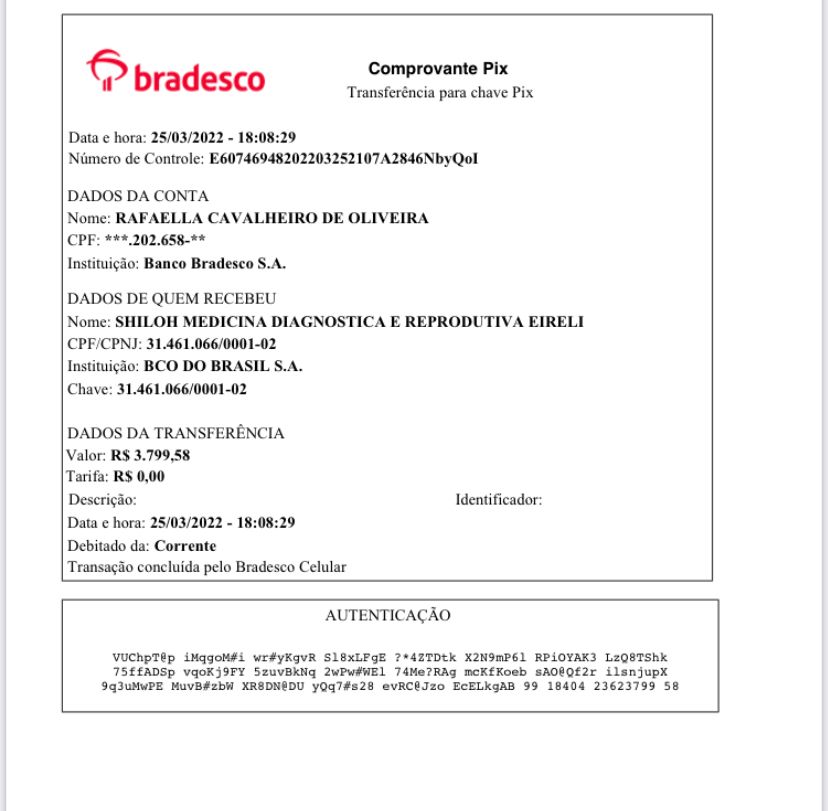 bradesco
Comprovante Pix
Transferência para chave Pix
Data e hora: 25/03/2022 - 18:08:29
Número de Controle: E60746948202203252107A2846NbyQoI
DADOS DA CONTA
Nome: RAFAELLA CAVALHEIRO DE OLIVEIRA
CPF: ***.202.658-**
Instituição: Banco Bradesco S.A.
DADOS DE QUEM RECEBEU
Nome: SHILOH MEDICINA DIAGNOSTICA E REPRODUTIVA EIRELI
CPF/CPNJ: 31.461.066/0001-02
Instituição: BCO DO BRASIL S.A.
Chave: 31.461.066/0001-02
DADOS DA TRANSFERÊNCIA
Valor: R$ 3.799,58
Tarifa: R$ 0,00
Descrição: Identificador:
Data e hora: 25/03/2022 - 18:08:29
Debitado da: Corrente
Transação concluída pelo Bradesco Celular
AUTENTICAÇÃO
VUChpT@p iMqgoM#i wr#yKgvR Sl8xLFgE ?*4ZTDtk X2N9mP6l RPiOYAK3 LzQ8TShk
75ffADSp vqoKj9FY 5zuvBkNq 2wPw#WEl 74Me?RAg mcKfKoeb sAO@Qf2r ilsnjupX
9q3uMwPE MuvB#zbW XR8DN@DU yQq7#s28 evRC@Jzo EcELkgAB 99 18404 23623799 58